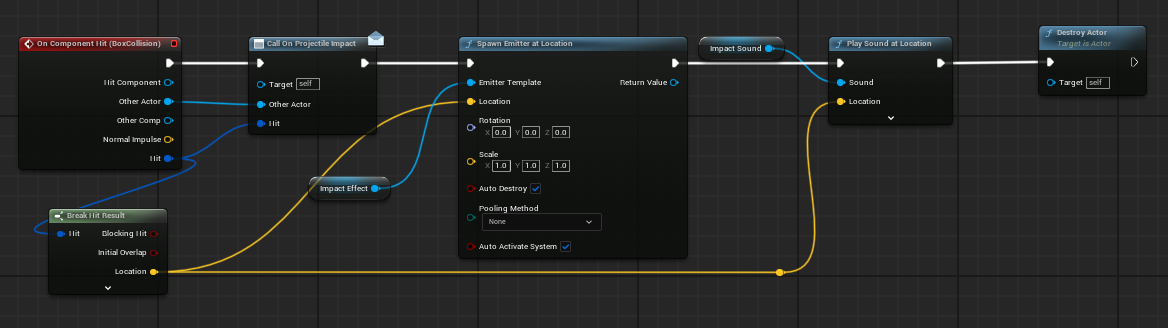 On Component Hit (BoxCollision)
Hit Component
Other Actor
Other Comp
Normal Impulse
Hit
Call On Projectile Impact
Target self
Other Actor
Hit
Break Hit Result
Hit
Blocking Hit
Initial Overlap
Location
Impact Effect
Spawn Emitter at Location
Emitter Template
Return Value
Location
Rotation
X 0.0 Y 0.0 Z 0.0
Scale
X 1.0 Y 1.0 Z 1.0
Auto Destroy
Pooling Method
None
Auto Activate System
Impact Sound
Play Sound at Location
Sound
Location
Destroy Actor
Target is Actor
Target self